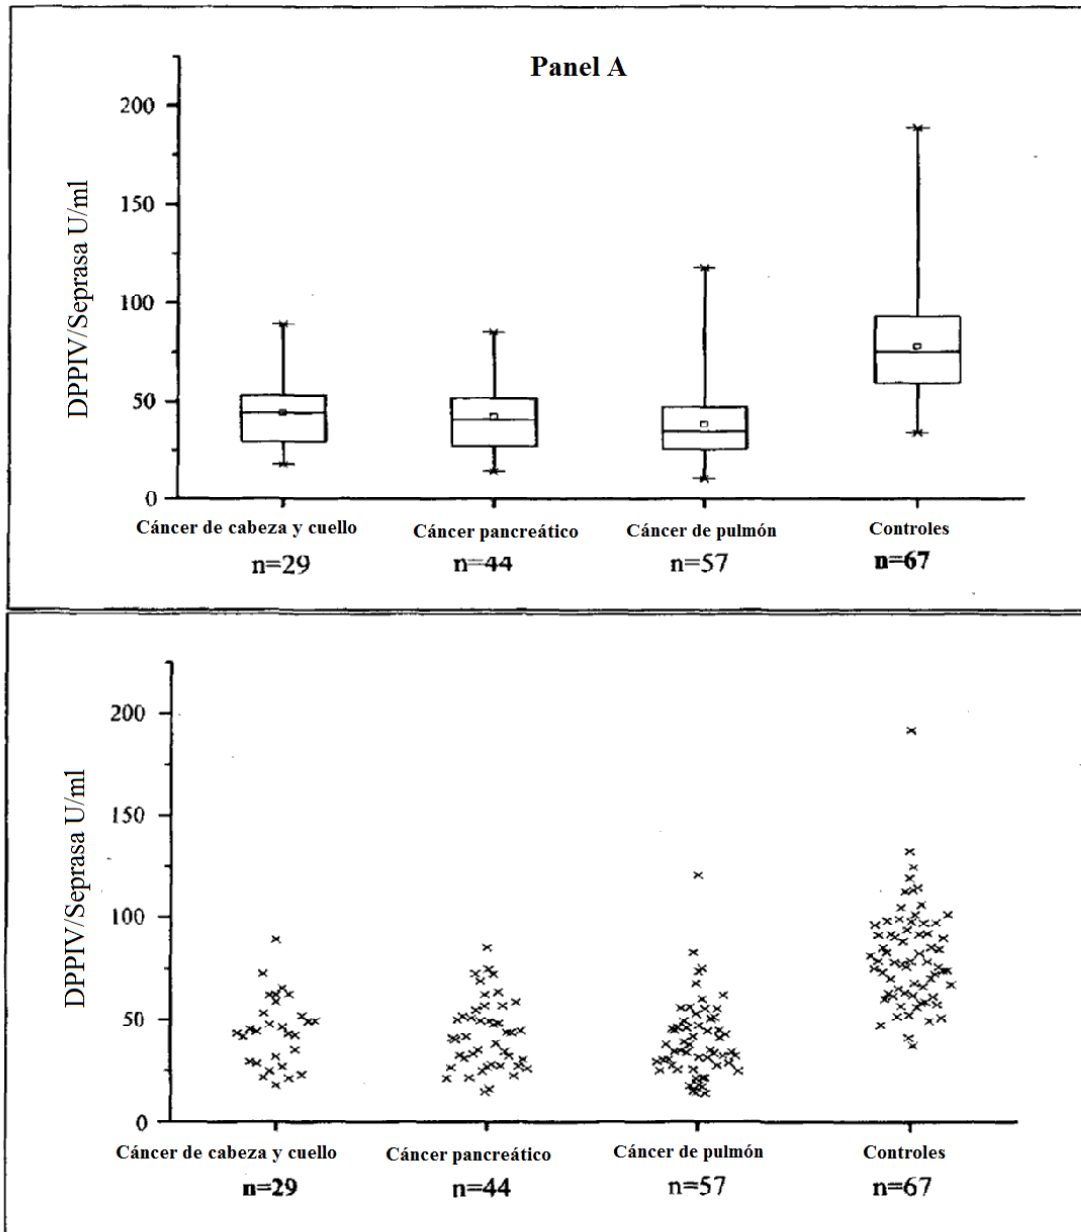 Panel A
DPPIV/Seprasa U/ml
200
150
100
50
0
Cáncer de cabeza y cuello
Cáncer pancreático
Cáncer de pulmón
Controles
n=29
n=44
n=57
n=67
DPPIV/Seprasa U/ml
200
150
100
50
0
Cáncer de cabeza y cuello
Cáncer pancreático
Cáncer de pulmón
Controles
n=29
n=44
n=57
n=67